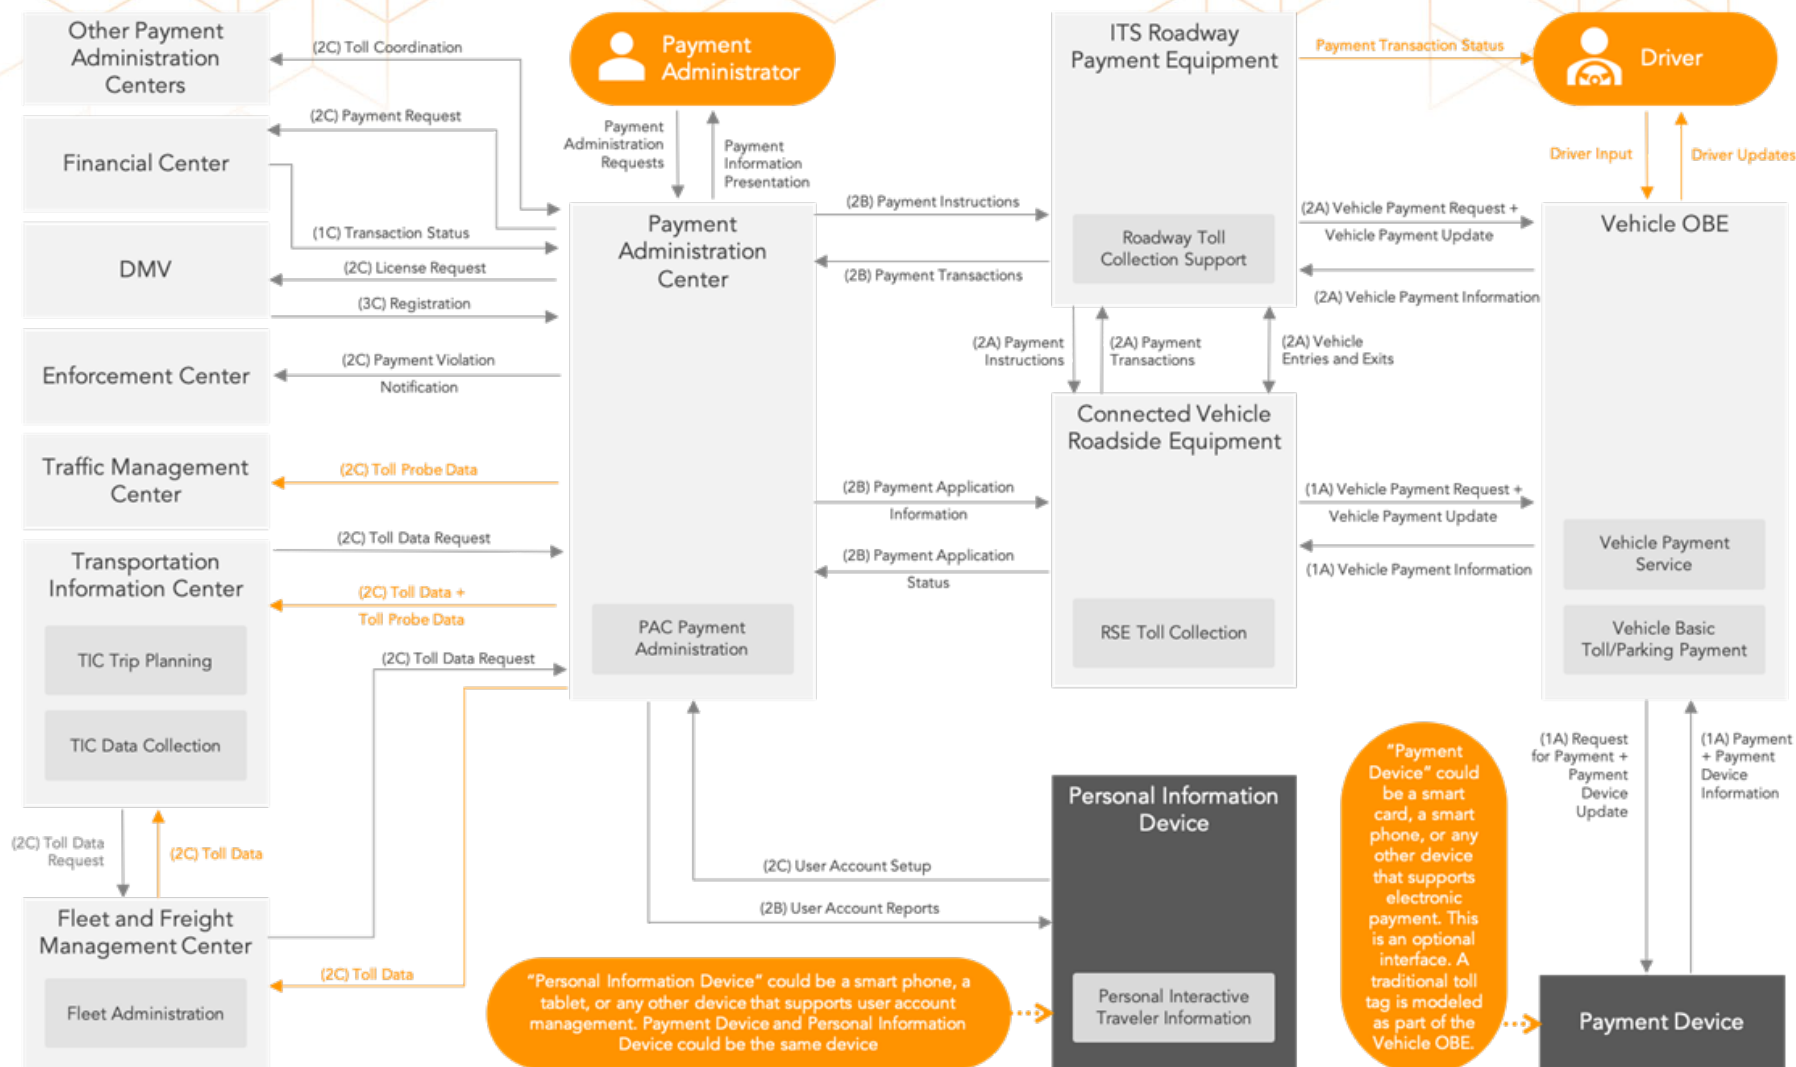 Other Payment
Administration
Centers
Financial Center
DMV
Enforcement Center
Traffic Management
Center
Transportation
Information Center
TIC Trip Planning
TIC Data Collection
(2C) Toll Data
Request
(2C) Toll Data
Fleet and Freight
Management Center
Fleet Administration
(2C) Toll Coordination
(2C) Payment Request
(1C) Transaction Status
(2C) License Request
(3C) Registration
(2C) Payment Violation
Notification
(2C) Toll Probe Data
(2C) Toll Data Request
(2C) Toll Data +
Toll Probe Data
(2C) Toll Data Request
(2C) Toll Data
Payment
Administrator
Payment
Administration
Requests
Payment
Information
Presentation
Payment
Administration
Center
PAC Payment
Administration
(2B) Payment Instructions
(2B) Payment Transactions
(2B) Payment Application
Information
(2B) Payment Application
Status
(2C) User Account Setup
(2B) User Account Reports
"Personal Information Device" could be a smart phone, a
tablet, or any other device that supports user account
management. Payment Device and Personal Information
Device could be the same device
ITS Roadway
Payment Equipment
Roadway Toll
Collection Support
(2A) Payment
Instructions
(2A) Payment
Transactions
(2A) Vehicle
Entries and Exits
Connected Vehicle
Roadside Equipment
RSE Toll Collection
Personal Information
Device
Personal Interactive
Traveler Information
Payment Transaction Status
(2A) Vehicle Payment Request +
Vehicle Payment Update
(2A) Vehicle Payment Information
(1A) Vehicle Payment Request +
Vehicle Payment Update
(1A) Vehicle Payment Information
Driver
Driver Input
Driver Updates
Vehicle OBE
Vehicle Payment
Service
Vehicle Basic
Toll/Parking Payment
(1A) Request
for Payment +
Payment
Device
Update
(1A) Payment
+ Payment
Device
Information
"Payment
Device" could
be a smart
card, a smart
phone, or any
other device
that supports
electronic
payment. This
is an optional
interface. A
traditional toll
tag is modeled
as part of the
Vehicle OBE.
Payment Device